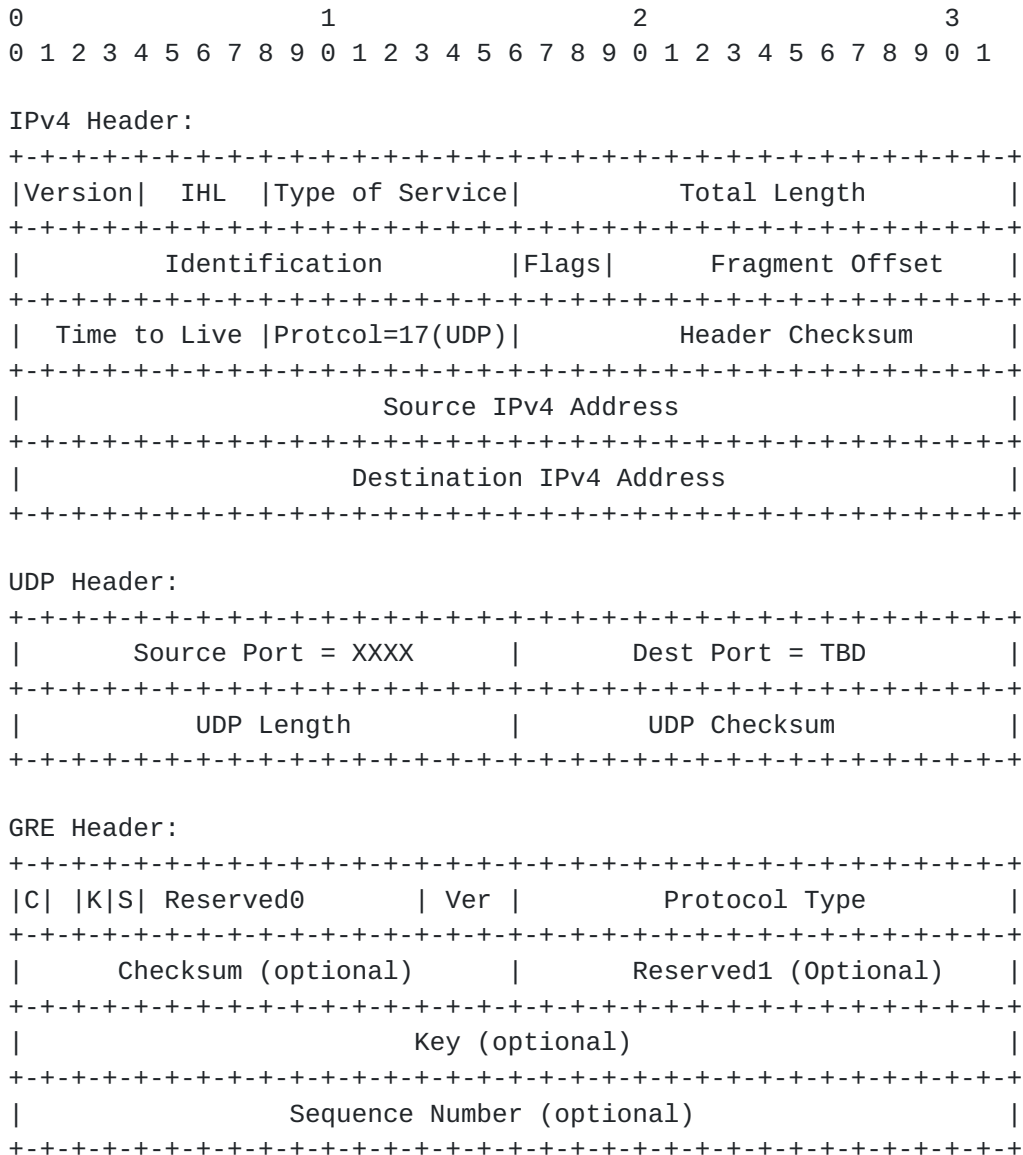 0                   1                   2                   3
0 1 2 3 4 5 6 7 8 9 0 1 2 3 4 5 6 7 8 9 0 1 2 3 4 5 6 7 8 9 0 1

IPv4 Header:
+-+-+-+-+-+-+-+-+-+-+-+-+-+-+-+-+-+-+-+-+-+-+-+-+-+-+-+-+-+-+-+-+
|Version|  IHL  |Type of Service|          Total Length         |
+-+-+-+-+-+-+-+-+-+-+-+-+-+-+-+-+-+-+-+-+-+-+-+-+-+-+-+-+-+-+-+-+
|         Identification        |Flags|      Fragment Offset    |
+-+-+-+-+-+-+-+-+-+-+-+-+-+-+-+-+-+-+-+-+-+-+-+-+-+-+-+-+-+-+-+-+
|  Time to Live |Protcol=17(UDP)|          Header Checksum      |
+-+-+-+-+-+-+-+-+-+-+-+-+-+-+-+-+-+-+-+-+-+-+-+-+-+-+-+-+-+-+-+-+
|                       Source IPv4 Address                     |
+-+-+-+-+-+-+-+-+-+-+-+-+-+-+-+-+-+-+-+-+-+-+-+-+-+-+-+-+-+-+-+-+
|                     Destination IPv4 Address                  |
+-+-+-+-+-+-+-+-+-+-+-+-+-+-+-+-+-+-+-+-+-+-+-+-+-+-+-+-+-+-+-+-+

UDP Header:
+-+-+-+-+-+-+-+-+-+-+-+-+-+-+-+-+-+-+-+-+-+-+-+-+-+-+-+-+-+-+-+-+
|       Source Port = XXXX      |       Dest Port = TBD         |
+-+-+-+-+-+-+-+-+-+-+-+-+-+-+-+-+-+-+-+-+-+-+-+-+-+-+-+-+-+-+-+-+
|           UDP Length          |        UDP Checksum           |
+-+-+-+-+-+-+-+-+-+-+-+-+-+-+-+-+-+-+-+-+-+-+-+-+-+-+-+-+-+-+-+-+

GRE Header:
+-+-+-+-+-+-+-+-+-+-+-+-+-+-+-+-+-+-+-+-+-+-+-+-+-+-+-+-+-+-+-+-+
|C| |K|S| Reserved0       | Ver |         Protocol Type         |
+-+-+-+-+-+-+-+-+-+-+-+-+-+-+-+-+-+-+-+-+-+-+-+-+-+-+-+-+-+-+-+-+
|      Checksum (optional)      |       Reserved1 (Optional)    |
+-+-+-+-+-+-+-+-+-+-+-+-+-+-+-+-+-+-+-+-+-+-+-+-+-+-+-+-+-+-+-+-+
|                         Key (optional)                        |
+-+-+-+-+-+-+-+-+-+-+-+-+-+-+-+-+-+-+-+-+-+-+-+-+-+-+-+-+-+-+-+-+
|                 Sequence Number (optional)                    |
+-+-+-+-+-+-+-+-+-+-+-+-+-+-+-+-+-+-+-+-+-+-+-+-+-+-+-+-+-+-+-+-+